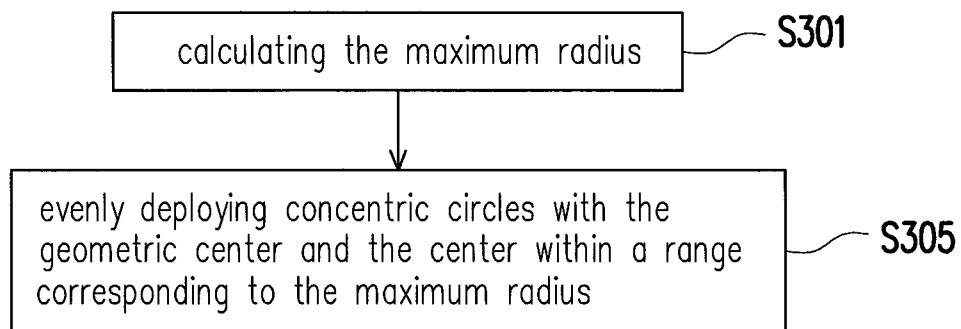 calculating the maximum radius
S301
evenly deploying concentric circles with the
geometric center and the center within a range
corresponding to the maximum radius
S305